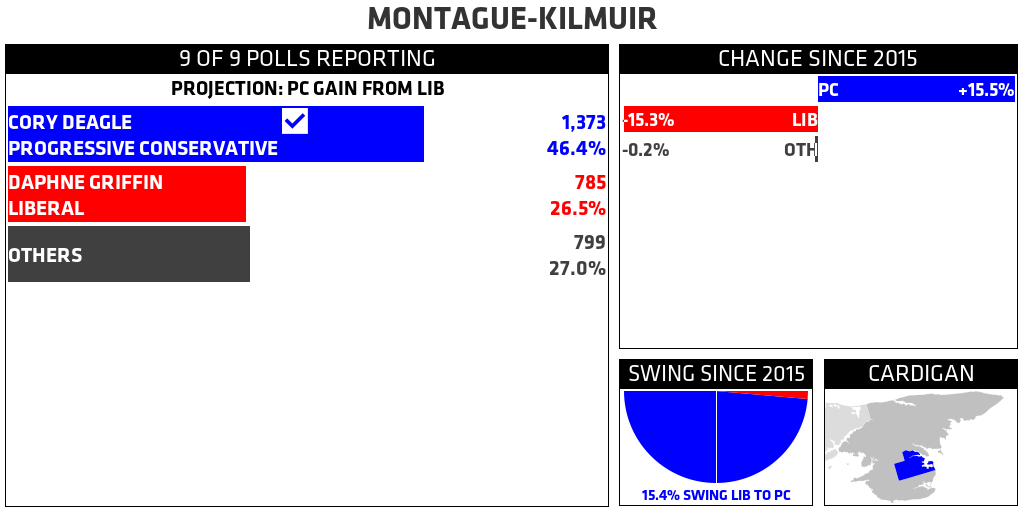 MONTAGUE-KILMUIR
9 OF 9 POLLS REPORTING
PROJECTION: PC GAIN FROM LIB
CORY DEAGLE 1,373
PROGRESSIVE CONSERVATIVE 46.4%
DAPHNE GRIFFIN 785
LIBERAL 26.5%
OTHERS 799
27.0%
CHANGE SINCE 2015
PC +15.5%
-15.3% LIB
-0.2% OTH
SWING SINCE 2015
15.4% SWING LIB TO PC
CARDIGAN